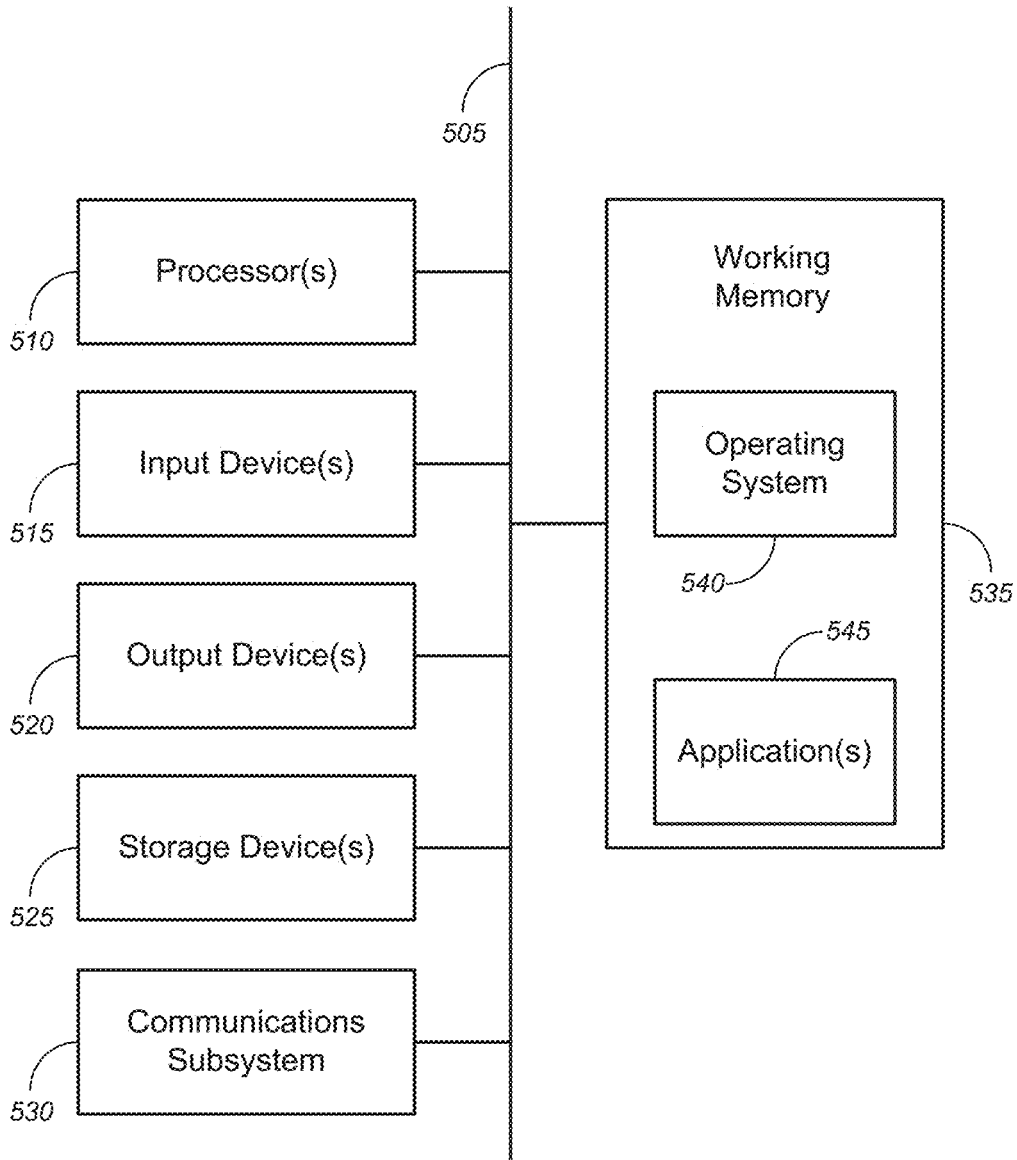 505
Processor(s)
510
Input Device(s)
515
Output Device(s)
520
Storage Device(s)
525
Communications
Subsystem
530
Working
Memory
Operating
System
540
535
545
Application(s)